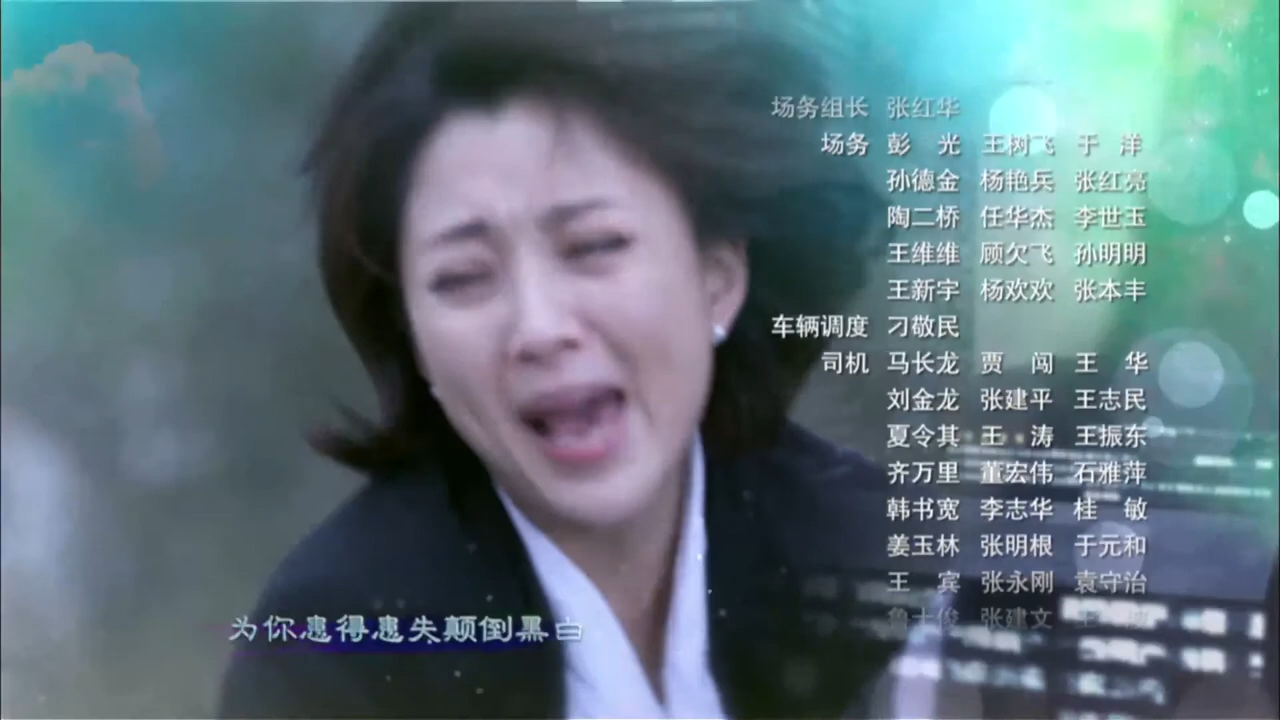 场务组长 张红华
场务 彭 光 王树飞 于 洋
孙德金 杨艳兵 张红亮
陶二桥 任华杰 李世玉
王维维 顾欠飞 孙明明
王新宇 杨欢欢 张本丰
车辆调度 刁敬民
司机 马长龙 贾 闯 王 华
刘金龙 张建平 王志民
夏令其 王 涛 王振东
齐万里 董宏伟 石雅萍
韩书宽 李志华 桂 敏
姜玉林 张明根 于元和
王 宾 张永刚 袁守治
鲁士俊 张建文
为你患得患失颠倒黑白